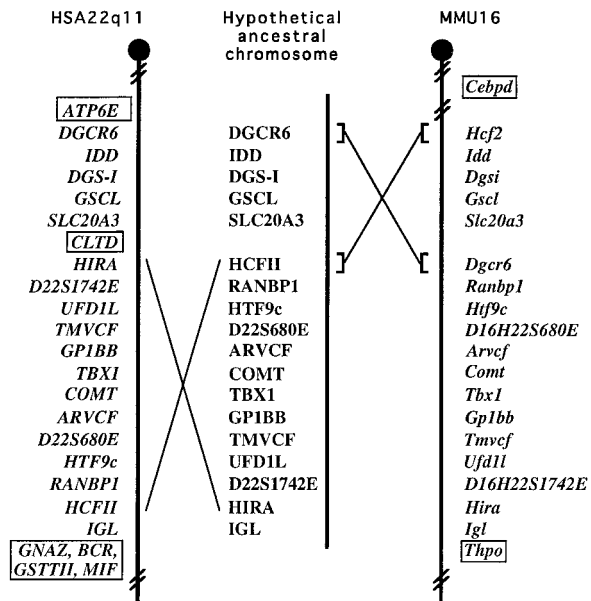 HSA22q11
Hypothetical
ancestral
chromosome
MMU16
ATP6E
DGCR6
IDD
DGS-I
GSCL
SLC20A3
CLTD
HIRA
D22S1742E
UFD1L
TMVCF
GP1BB
TBX1
COMT
ARVCF
D22S680E
HTF9c
RANBP1
HCFII
IGL
GNAZ, BCR,
GSTTII, MIF
DGCR6
IDD
DGS-I
GSCL
SLC20A3
HCFII
RANBP1
HTF9c
D22S680E
ARVCF
COMT
TBX1
GP1BB
TMVCF
UFD1L
D22S1742E
HIRA
IGL
Cebpd
Hcf2
Idd
Dgsi
Gscl
Slc20a3
Dgcr6
Ranbp1
Htf9c
D16H22S680E
Arvcf
Comt
Tbx1
Gp1bb
Tmvcf
Ufd1l
D16H22S1742E
Hira
Igl
Thpo